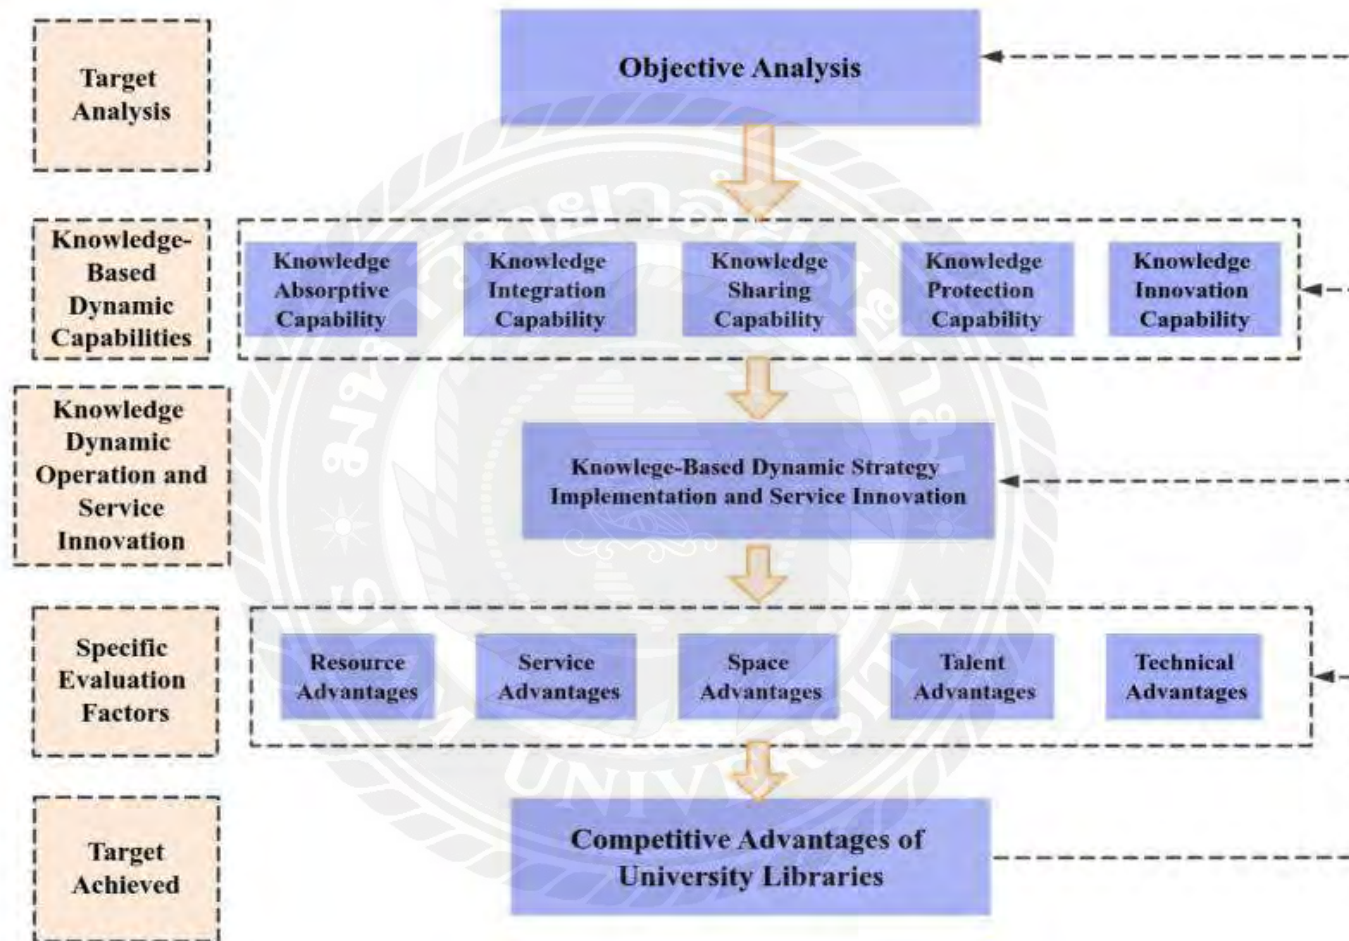 Target
Analysis
Objective Analysis
Knowledge-
Based
Dynamic
Capabilities
Knowledge
Absorptive
Capability
Knowledge
Integration
Capability
Knowledge
Sharing
Capability
Knowledge
Protection
Capability
Knowledge
Innovation
Capability
Knowledge
Dynamic
Operation and
Service
Innovation
Knowlege-Based Dynamic Strategy
Implementation and Service Innovation
Specific
Evaluation
Factors
Resource
Advantages
Service
Advantages
Space
Advantages
Talent
Advantages
Technical
Advantages
Target
Achieved
Competitive Advantages of
University Libraries
UNIVERSITY